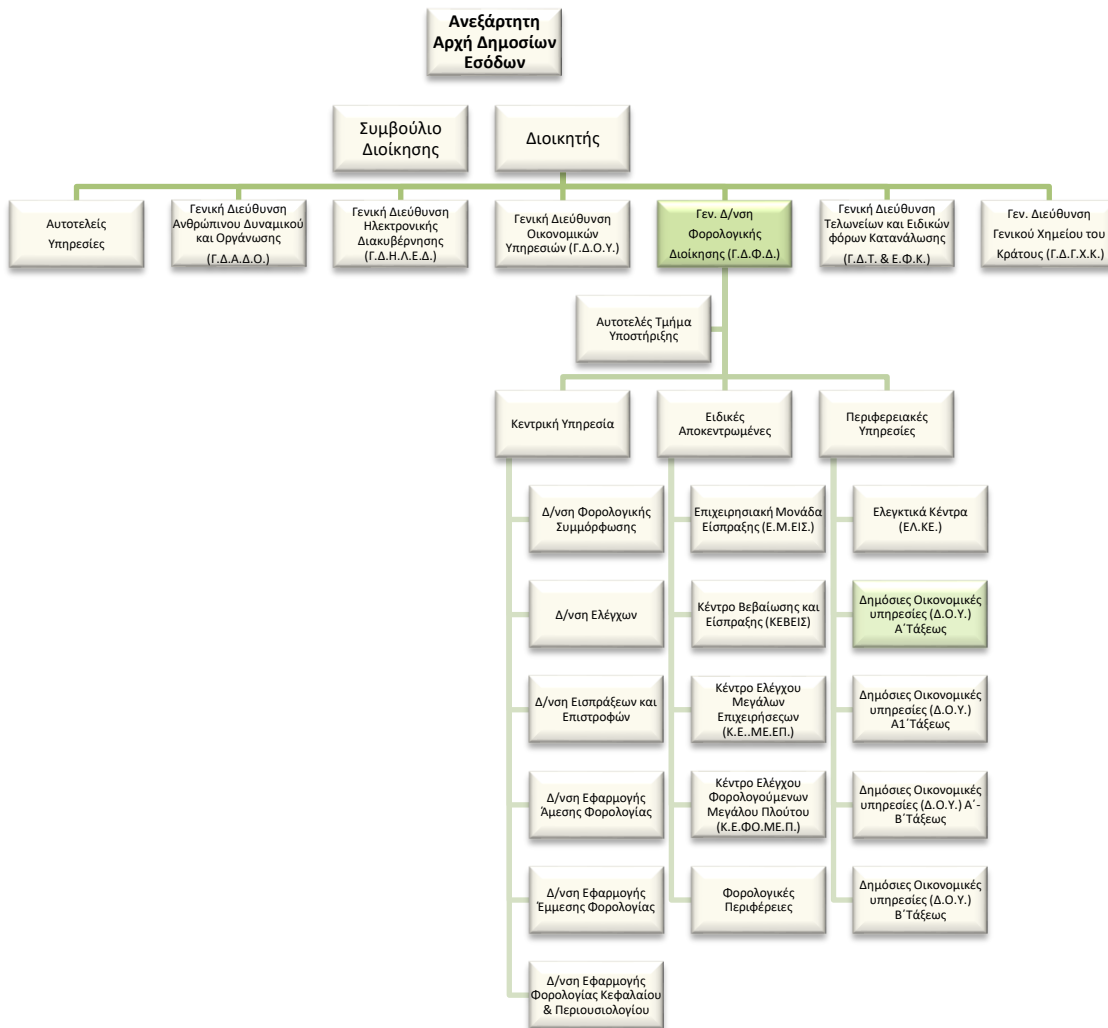 Ανεξάρτητη
Αρχή Δημοσίων
Εσόδων
Συμβούλιο
Διοίκησης
Διοικητής
Αυτοτελείς
Υπηρεσίες
Γενική Διεύθυνση
Ανθρώπινου Δυναμικού
και Οργάνωσης
(Γ.Δ.Α.Δ.Ο.)
Γενική Διεύθυνση
Ηλεκτρονικής
Διακυβέρνησης
(Γ.Δ.Η.Λ.Ε.Δ.)
Γενική Διεύθυνση
Οικονομικών
Υπηρεσιών (Γ.Δ.Ο.Υ.)
Γεν. Δ/νση
Φορολογικής
Διοίκησης (Γ.Δ.Φ.Δ.)
Γενική Διεύθυνση
Τελωνείων και Ειδικών
φόρων Κατανάλωσης
(Γ.Δ.Τ. & Ε.Φ.Κ.)
Γεν. Διεύθυνση
Γενικού Χημείου του
Κράτους (Γ.Δ.Γ.Χ.Κ.)
Αυτοτελές Τμήμα
Υποστήριξης
Κεντρική Υπηρεσία
Ειδικές
Αποκεντρωμένες
Περιφερειακές
Υπηρεσίες
Δ/νση Φορολογικής
Συμμόρφωσης
Επιχειρησιακή Μονάδα
Είσπραξης (Ε.Μ.ΕΙΣ.)
Ελεγκτικά Κέντρα
(ΕΛ.ΚΕ.)
Δ/νση Ελέγχων
Κέντρο Βεβαίωσης και
Είσπραξης (ΚΕΒΕΙΣ)
Δημόσιες Οικονομικές
υπηρεσίες (Δ.Ο.Υ.)
Α΄Τάξεως
Δ/νση Εισπράξεων και
Επιστροφών
Κέντρο Ελέγχου
Μεγάλων
Επιχειρήσεςων
(Κ.Ε..ΜΕ.ΕΠ.)
Δημόσιες Οικονομικές
υπηρεσίες (Δ.Ο.Υ.)
Α1΄Τάξεως
Δ/νση Εφαρμογής
Άμεσης Φορολογίας
Κέντρο Ελέγχου
Φορολογούμενων
Μεγάλου Πλούτου
(Κ.Ε.ΦΟ.ΜΕ.Π.)
Δημόσιες Οικονομικές
υπηρεσίες (Δ.Ο.Υ.) Α΄-
Β΄Τάξεως
Δ/νση Εφαρμογής
Έμμεσης Φορολογίας
Φορολογικές
Περιφέρειες
Δημόσιες Οικονομικές
υπηρεσίες (Δ.Ο.Υ.)
Β΄Τάξεως
Δ/νση Εφαρμογής
Φορολογίας Κεφαλαίου
& Περιουσιολογίου